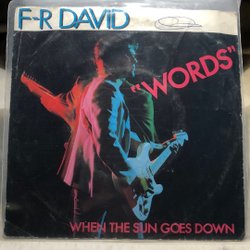 F-R DAVID
"WORDS"
WHEN THE SUN GOES DOWN